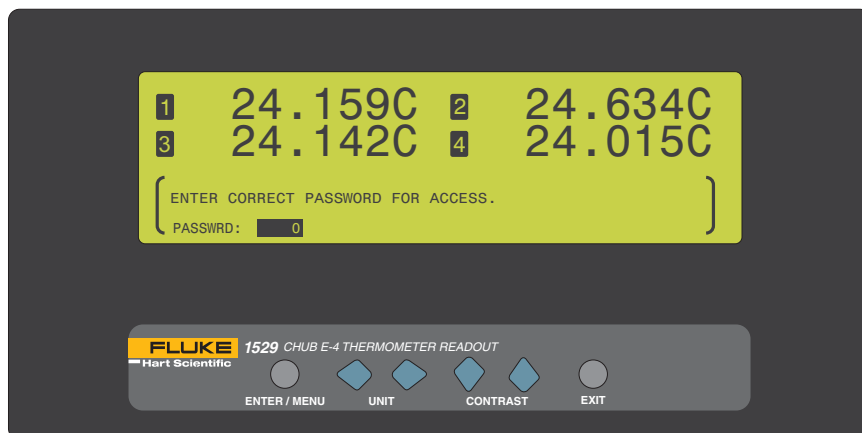 1 24.159C 2 24.634C
3 24.142C 4 24.015C
ENTER CORRECT PASSWORD FOR ACCESS.
PASSWRD: 0
FLUKE 1529 CHUB E-4 THERMOMETER READOUT
Hart Scientific
ENTER / MENU UNIT CONTRAST EXIT